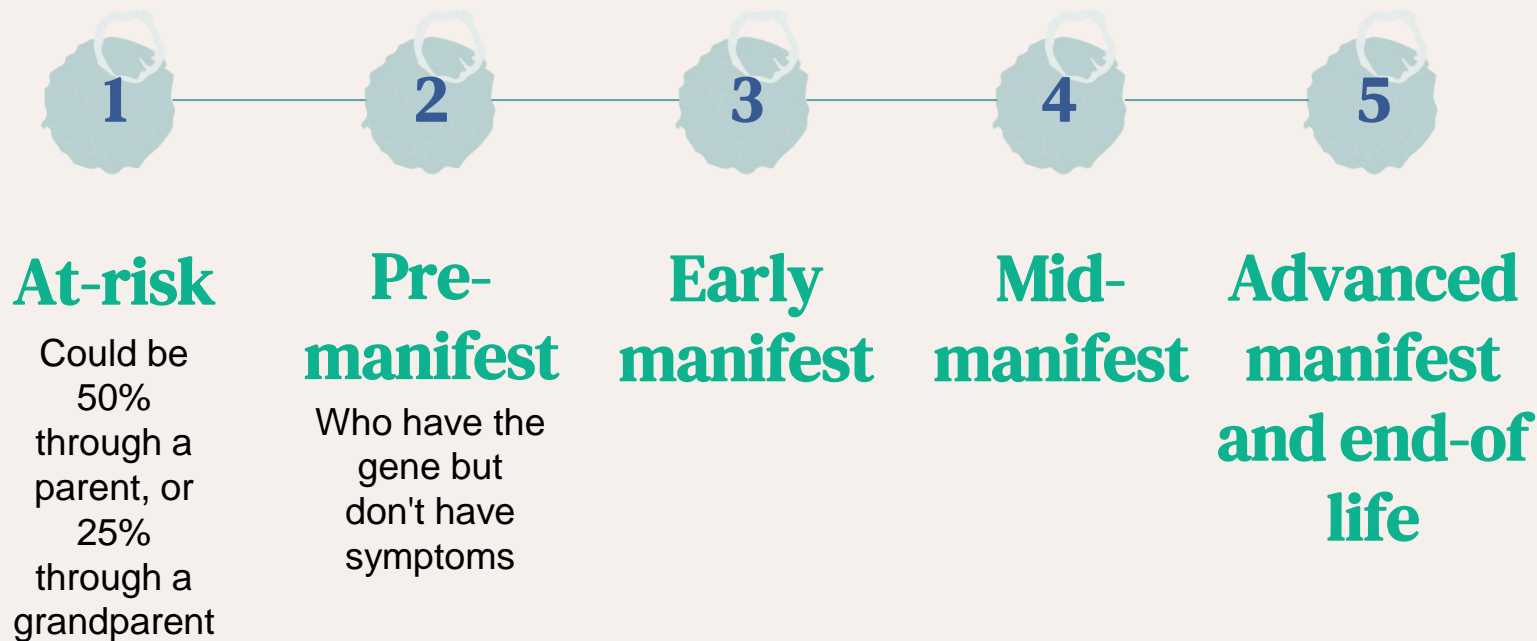 1
2
3
4
5
At-risk
Could be
50%
through a
parent, or
25%
through a
grandparent
Pre-
manifest
Who have the
gene but
don't have
symptoms
Early
manifest
Mid-
manifest
Advanced
manifest
and end-of
life